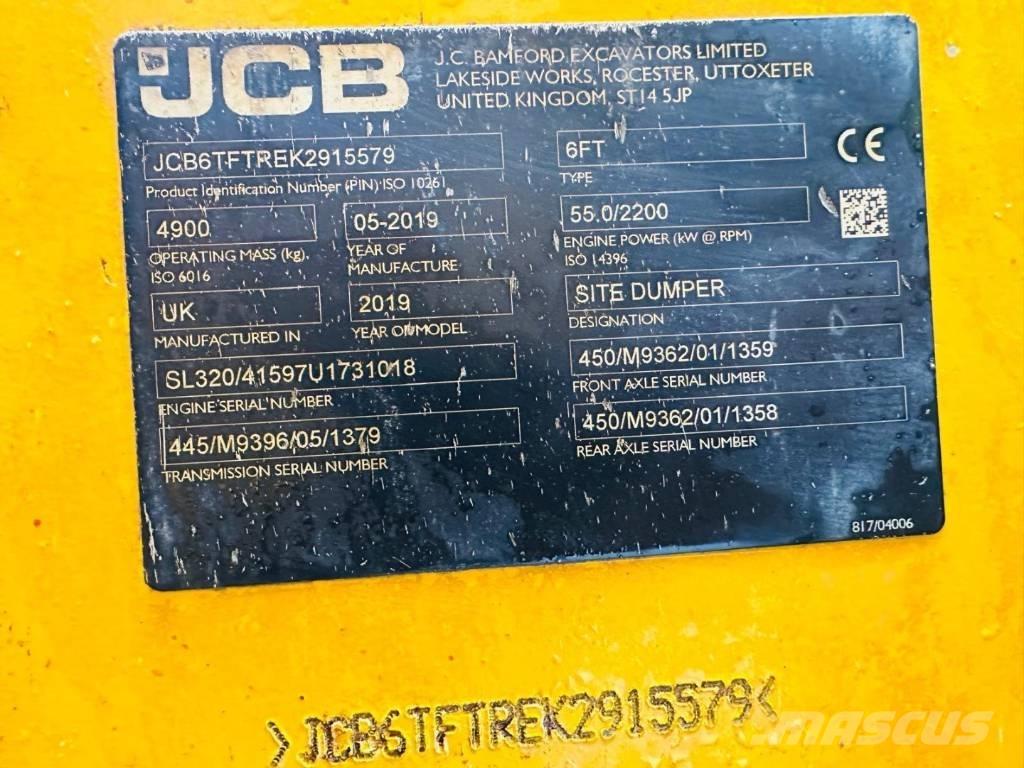 JCB
J.C. BAMFORD EXCAVATORS LIMITED
LAKESIDE WORKS, ROCESTER, UTTOXETER
UNITED KINGDOM, ST14 5JP
JCB6TFTREK2915579
Product Identification Number (PIN) ISO 10261
6FT
TYPE
CE
4900
OPERATING MASS (kg)
ISO 6016
05-2019
YEAR OF
MANUFACTURE
55.0/2200
ENGINE POWER (kW @ RPM)
ISO 14396
UK
MANUFACTURED IN
2019
YEAR OF MODEL
SITE DUMPER
DESIGNATION
SL320/41597U1731018
ENGINE SERIAL NUMBER
450/M9362/01/1359
FRONT AXLE SERIAL NUMBER
445/M9396/05/1379
TRANSMISSION SERIAL NUMBER
450/M9362/01/1358
REAR AXLE SERIAL NUMBER
817/04006
>JCB6TFTREK2915579<
MASCUS